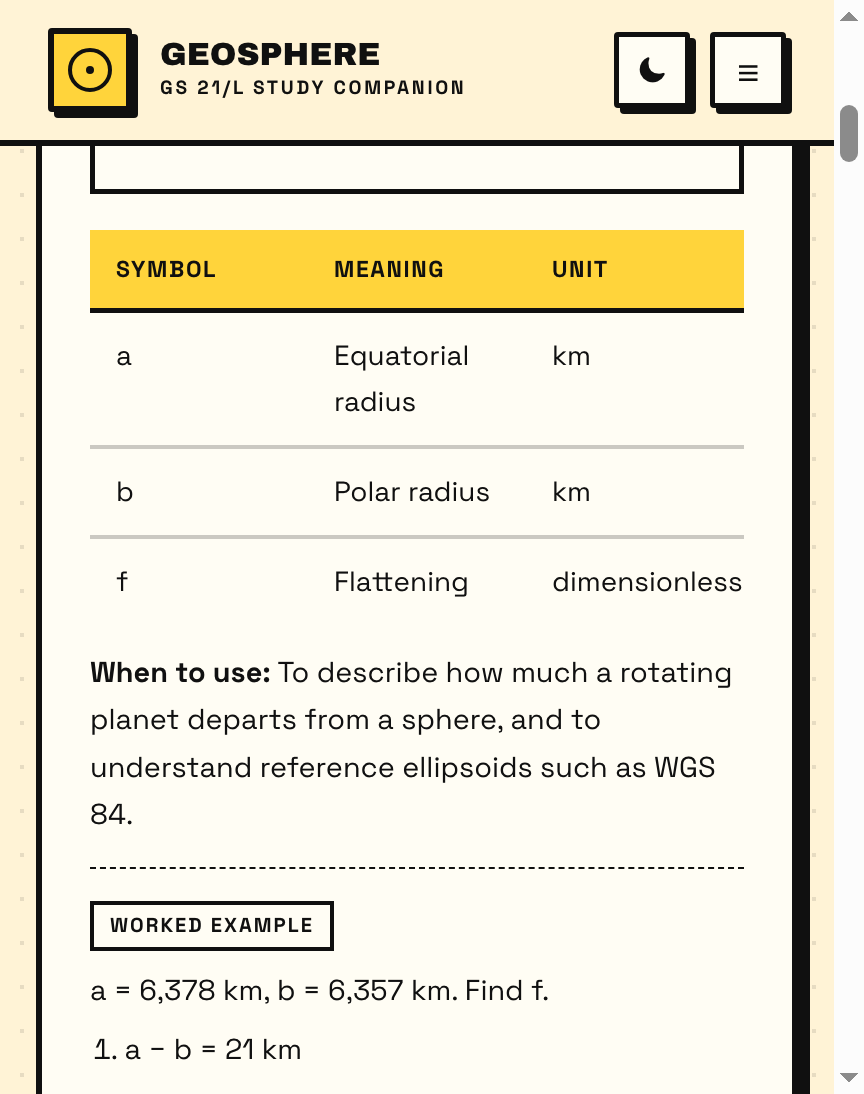 GEOSPHERE
GS 21/L STUDY COMPANION
SYMBOL MEANING UNIT
a Equatorial radius km
b Polar radius km
f Flattening dimensionless
When to use: To describe how much a rotating
planet departs from a sphere, and to
understand reference ellipsoids such as WGS
84.
WORKED EXAMPLE
a = 6,378 km, b = 6,357 km. Find f.
1. a − b = 21 km